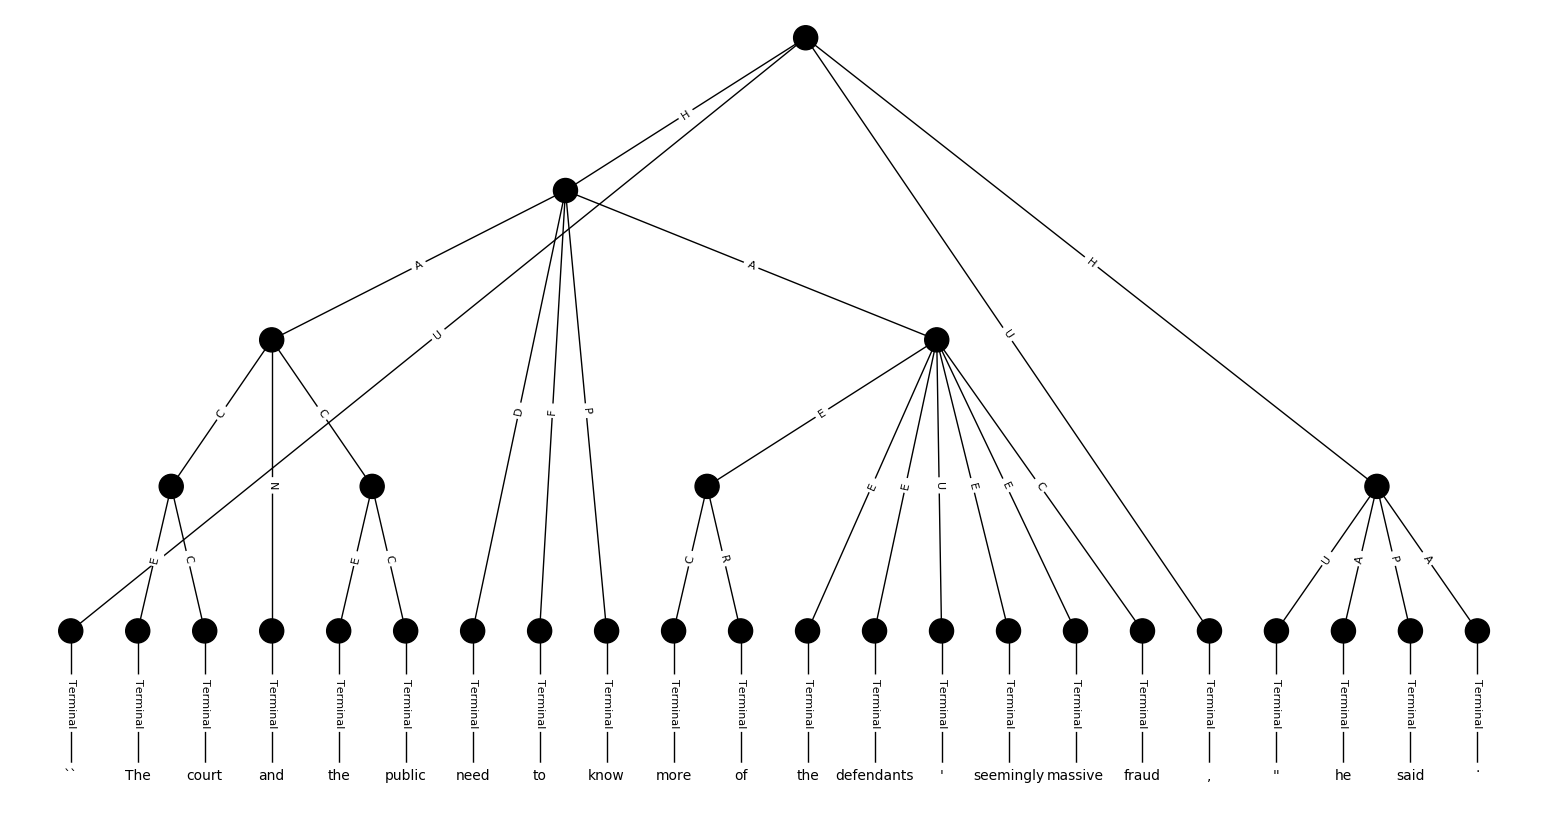 H
A A
U U H
C C D F P E
N E E U E E C
E C E C C R U A P A
Terminal Terminal Terminal Terminal Terminal Terminal Terminal Terminal Terminal Terminal Terminal Terminal Terminal Terminal Terminal Terminal Terminal Terminal Terminal Terminal Terminal Terminal
`` The court and the public need to know more of the defendants ' seemingly massive fraud , " he said .